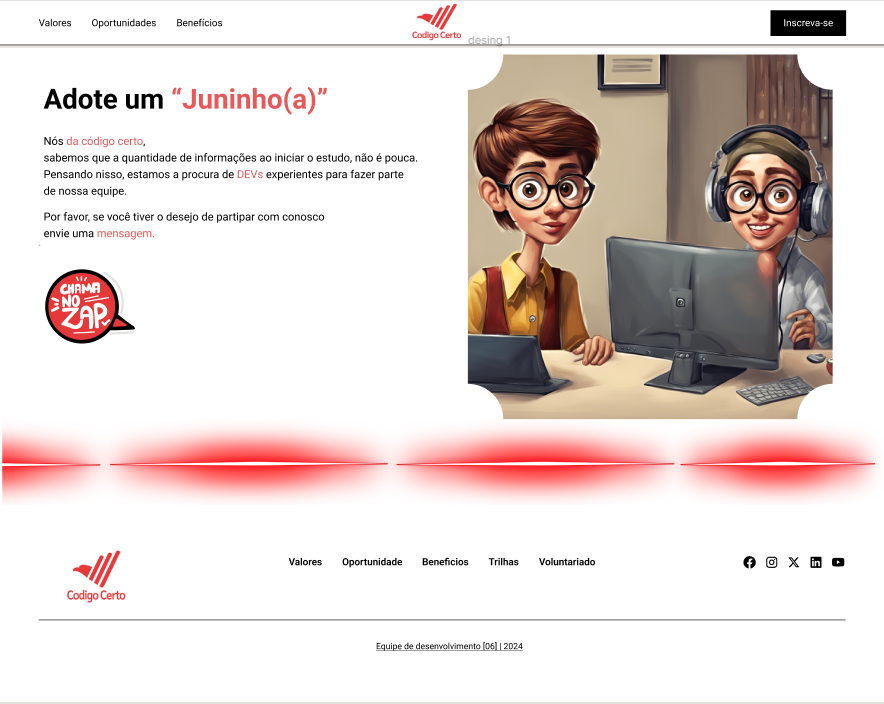 Valores Oportunidades Benefícios
Codigo Certo
desing 1
Inscreva-se
Adote um “Juninho(a)”
Nós da código certo,
sabemos que a quantidade de informações ao iniciar o estudo, não é pouca.
Pensando nisso, estamos a procura de DEVs experientes para fazer parte
de nossa equipe.
Por favor, se você tiver o desejo de partipar com conosco
envie uma mensagem.
CHAMA
NO
ZAP
Codigo Certo
Valores Oportunidade Beneficios Trilhas Voluntariado
Equipe de desenvolvimento [06] | 2024